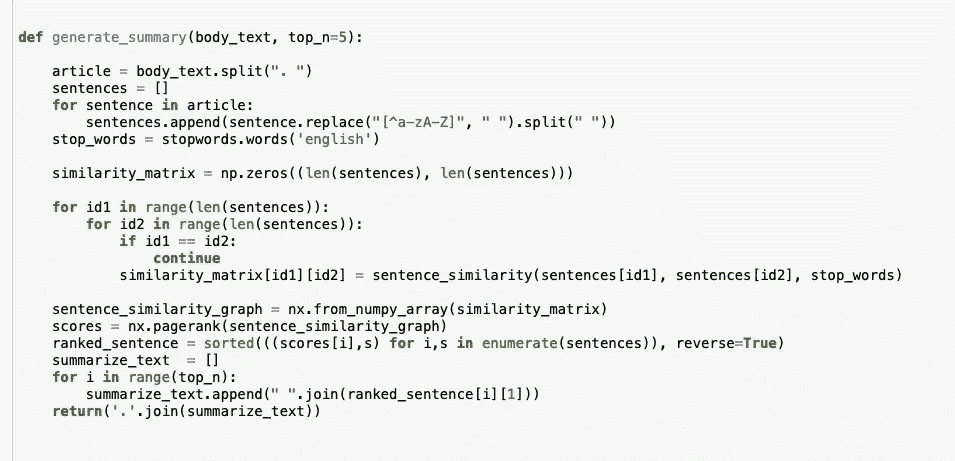 def generate_summary(body_text, top_n=5):
    article = body_text.split(". ")
    sentences = []
    for sentence in article:
        sentences.append(sentence.replace("[^a-zA-Z]", " ").split(" "))
    stop_words = stopwords.words('english')
    similarity_matrix = np.zeros((len(sentences), len(sentences)))
    for id1 in range(len(sentences)):
        for id2 in range(len(sentences)):
            if id1 == id2:
                continue
            similarity_matrix[id1][id2] = sentence_similarity(sentences[id1], sentences[id2], stop_words)
    sentence_similarity_graph = nx.from_numpy_array(similarity_matrix)
    scores = nx.pagerank(sentence_similarity_graph)
    ranked_sentence = sorted(((scores[i],s) for i,s in enumerate(sentences)), reverse=True)
    summarize_text  = []
    for i in range(top_n):
        summarize_text.append(" ".join(ranked_sentence[i][1]))
    return('.'.join(summarize_text))